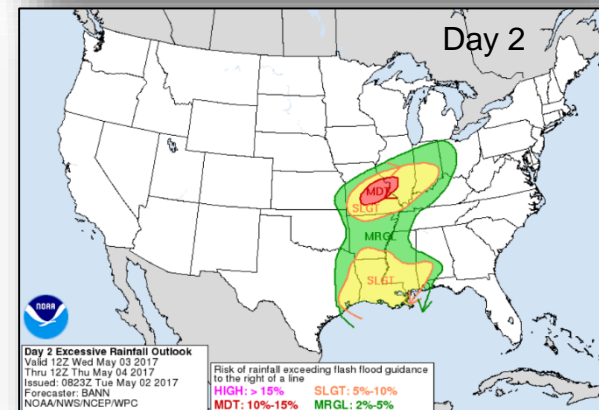 Day 2
MDT
SLGT
MRGL
SLGT
NOAA
Day 2 Excessive Rainfall Outlook
Valid 12Z Wed May 03 2017
Thru 12Z Thu May 04 2017
Issued: 0823Z Tue May 02 2017
Forecaster: BANN
NOAA/NWS/NCEP/WPC
Risk of rainfall exceeding flash flood guidance
to the right of a line
HIGH: > 15% SLGT: 5%-10%
MDT: 10%-15% MRGL: 2%-5%